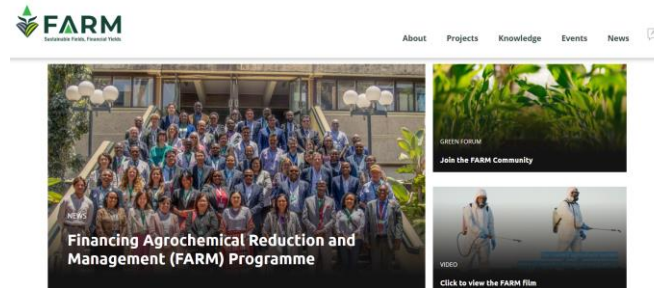 FARM
Sustainable Fields, Financial Yields
About Projects Knowledge Events News
NEWS
Financing Agrochemical Reduction and
Management (FARM) Programme
GREEN FORUM
Join the FARM Community
VIDEO
Click to view the FARM film